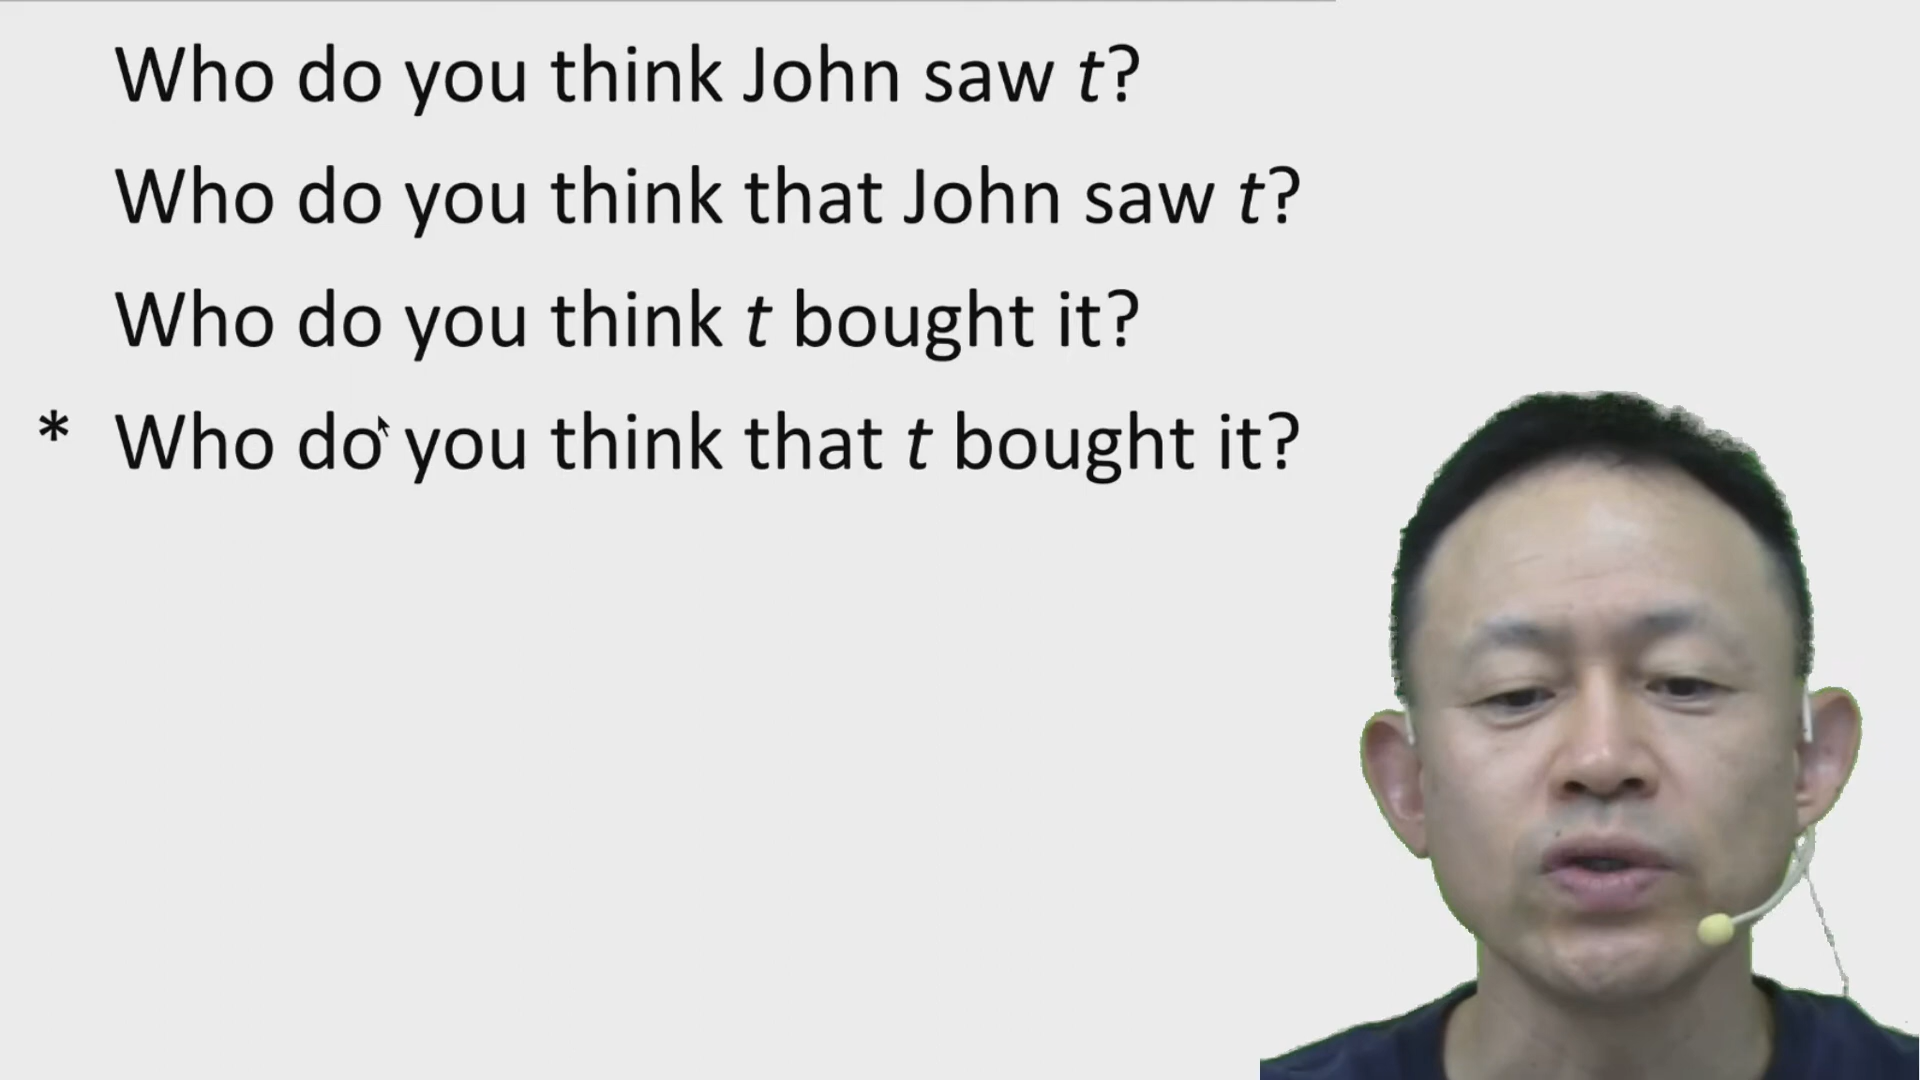 Who do you think John saw t?
Who do you think that John saw t?
Who do you think t bought it?
* Who do you think that t bought it?